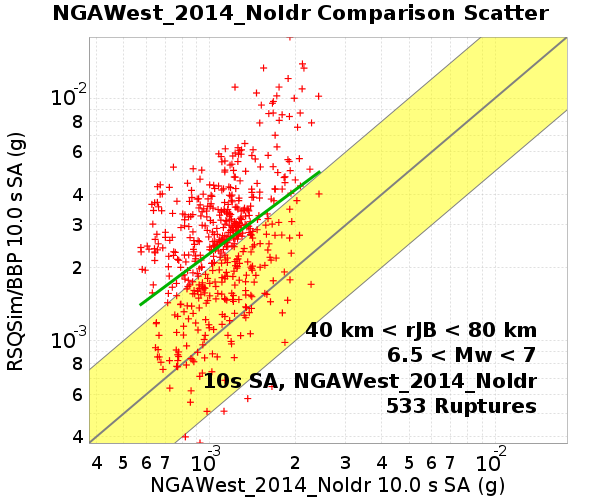 NGAWest_2014_NoIdr Comparison Scatter
RSQSim/BBP 10.0 s SA (g)
10-2
8
6
4
3
2
10-3
8
6
4
40 km < rJB < 80 km
6.5 < Mw < 7
10s SA, NGAWest_2014_NoIdr
533 Ruptures
4 5 6 7 10-3 2 3 4 5 6 7 10-2
NGAWest_2014_NoIdr 10.0 s SA (g)